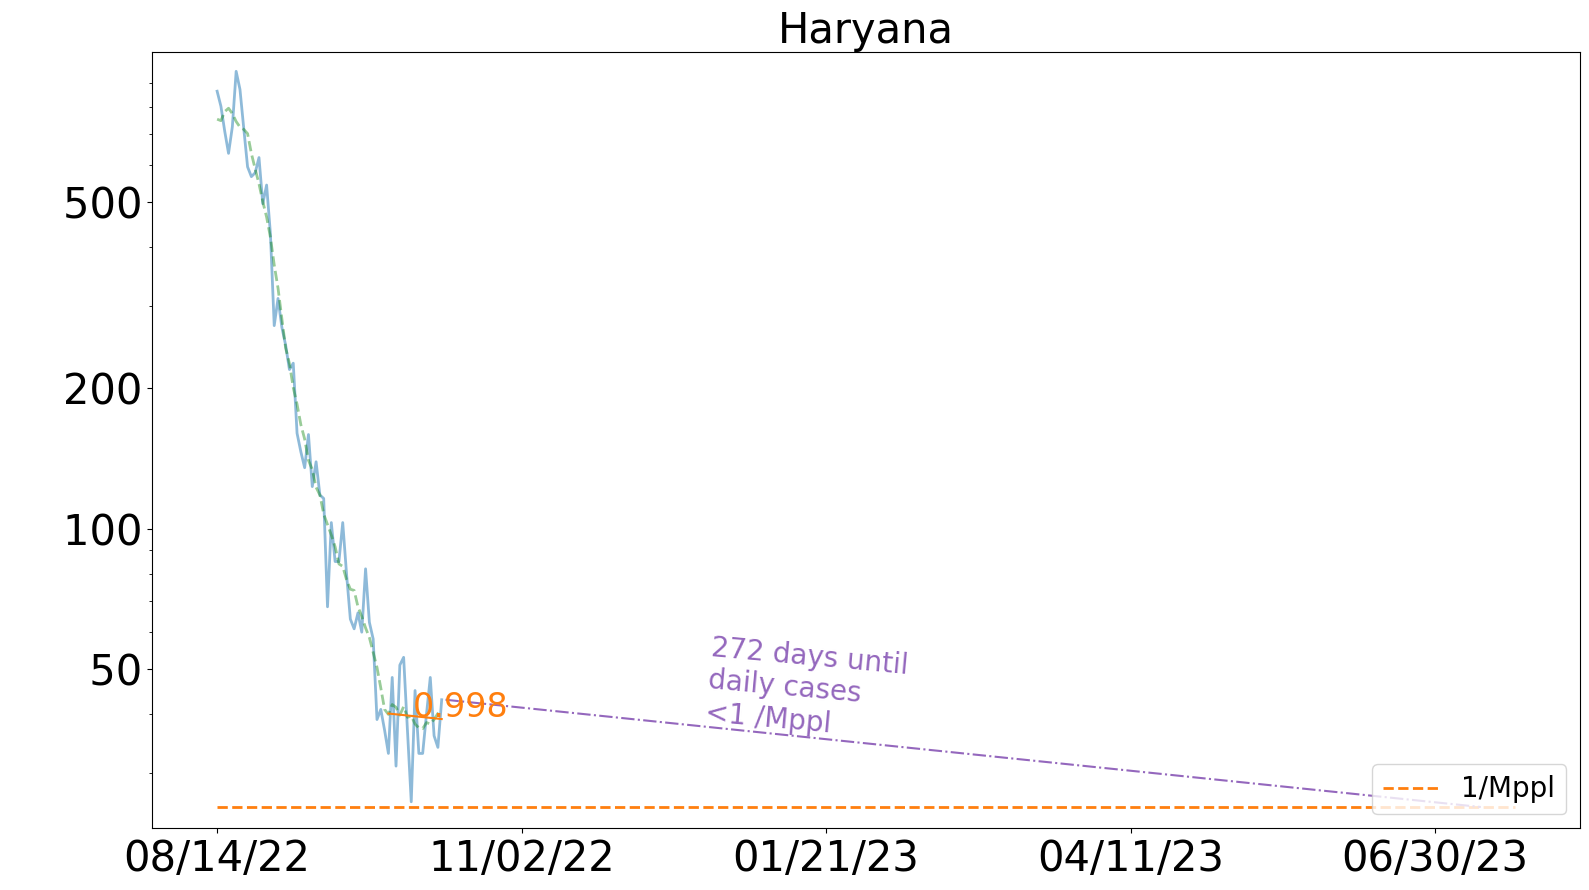 Haryana
500
200
100
50
0.998
272 days until
daily cases
<1 /Mppl
1/Mppl
08/14/22
11/02/22
01/21/23
04/11/23
06/30/23